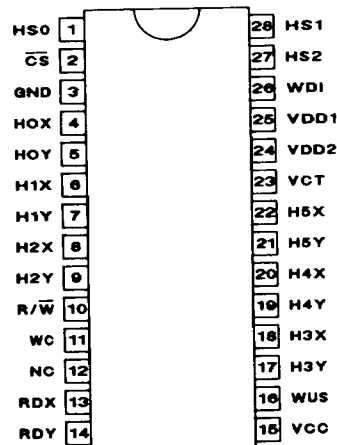 HS0 1 28 HS1
C̅S̅ 2 27 HS2
GND 3 26 WDI
H0X 4 25 VDD1
H0Y 5 24 VDD2
H1X 6 23 VCT
H1Y 7 22 H5X
H2X 8 21 H5Y
H2Y 9 20 H4X
R/W̅ 10 19 H4Y
WC 11 18 H3X
NC 12 17 H3Y
RDX 13 16 WUS
RDY 14 15 VCC